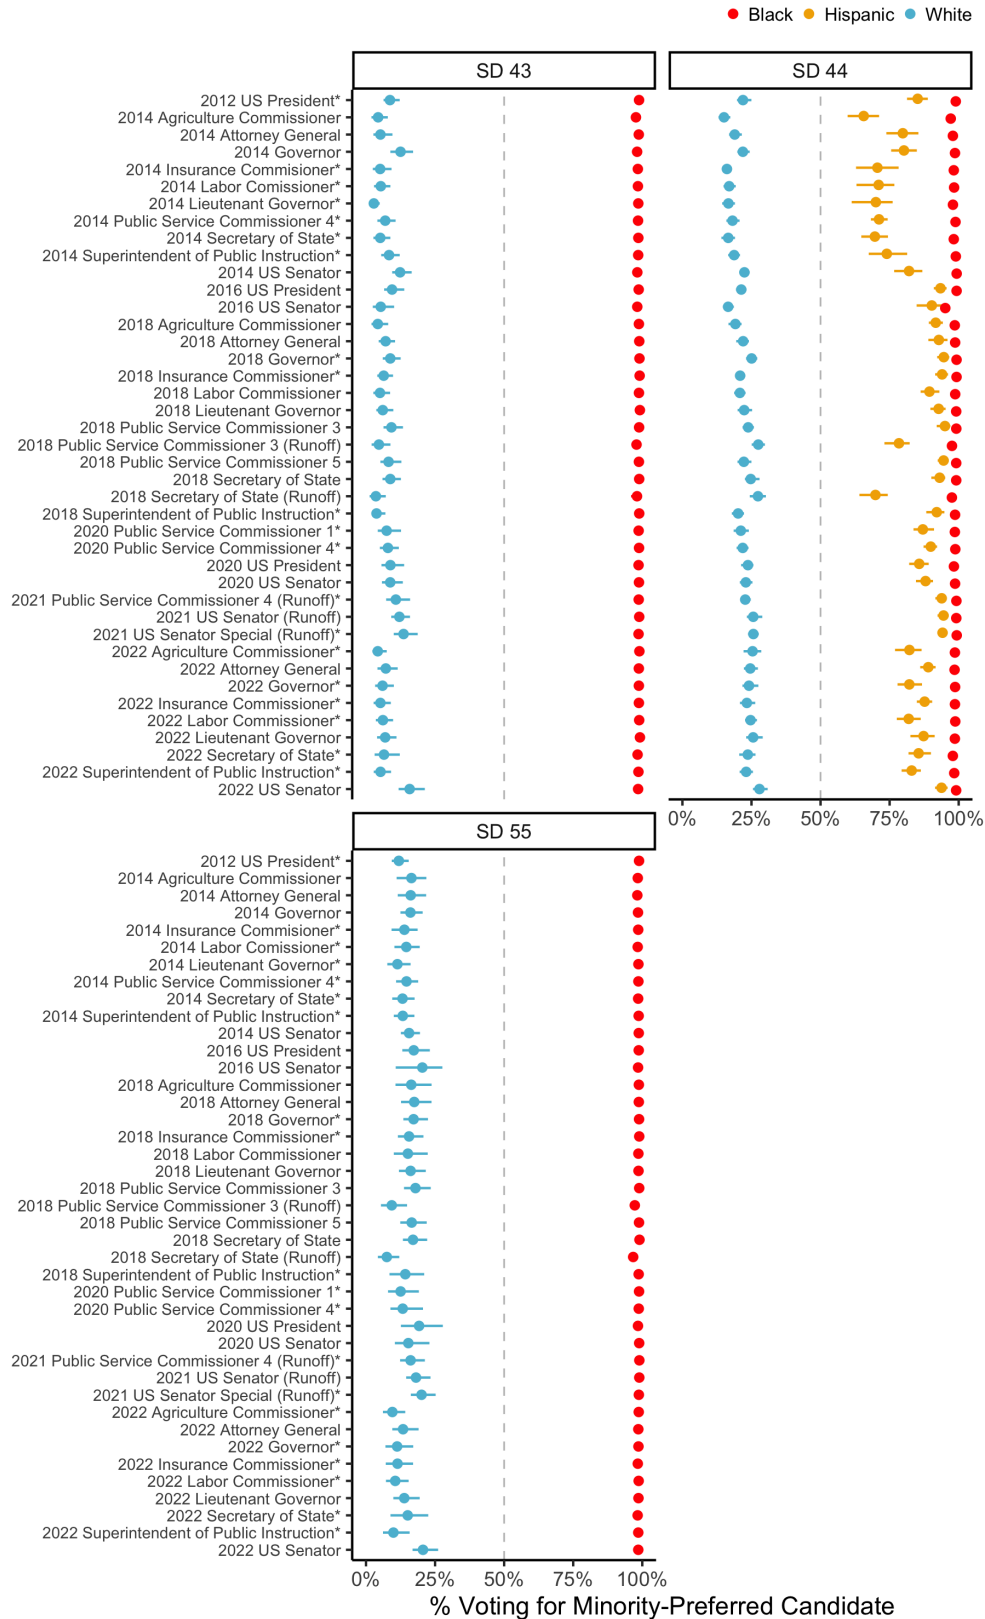 Black Hispanic White
SD 43
SD 44
2012 US President*
2014 Agriculture Commissioner
2014 Attorney General
2014 Governor
2014 Insurance Commisioner*
2014 Labor Comissioner*
2014 Lieutenant Governor*
2014 Public Service Commissioner 4*
2014 Secretary of State*
2014 Superintendent of Public Instruction*
2014 US Senator
2016 US President
2016 US Senator
2018 Agriculture Commissioner
2018 Attorney General
2018 Governor*
2018 Insurance Commissioner*
2018 Labor Commissioner
2018 Lieutenant Governor
2018 Public Service Commissioner 3
2018 Public Service Commissioner 3 (Runoff)
2018 Public Service Commissioner 5
2018 Secretary of State
2018 Secretary of State (Runoff)
2018 Superintendent of Public Instruction*
2020 Public Service Commissioner 1*
2020 Public Service Commissioner 4*
2020 US President
2020 US Senator
2021 Public Service Commissioner 4 (Runoff)*
2021 US Senator (Runoff)
2021 US Senator Special (Runoff)*
2022 Agriculture Commissioner*
2022 Attorney General
2022 Governor*
2022 Insurance Commissioner*
2022 Labor Commissioner*
2022 Lieutenant Governor
2022 Secretary of State*
2022 Superintendent of Public Instruction*
2022 US Senator
0% 25% 50% 75% 100%
SD 55
2012 US President*
2014 Agriculture Commissioner
2014 Attorney General
2014 Governor
2014 Insurance Commisioner*
2014 Labor Comissioner*
2014 Lieutenant Governor*
2014 Public Service Commissioner 4*
2014 Secretary of State*
2014 Superintendent of Public Instruction*
2014 US Senator
2016 US President
2016 US Senator
2018 Agriculture Commissioner
2018 Attorney General
2018 Governor*
2018 Insurance Commissioner*
2018 Labor Commissioner
2018 Lieutenant Governor
2018 Public Service Commissioner 3
2018 Public Service Commissioner 3 (Runoff)
2018 Public Service Commissioner 5
2018 Secretary of State
2018 Secretary of State (Runoff)
2018 Superintendent of Public Instruction*
2020 Public Service Commissioner 1*
2020 Public Service Commissioner 4*
2020 US President
2020 US Senator
2021 Public Service Commissioner 4 (Runoff)*
2021 US Senator (Runoff)
2021 US Senator Special (Runoff)*
2022 Agriculture Commissioner*
2022 Attorney General
2022 Governor*
2022 Insurance Commissioner*
2022 Labor Commissioner*
2022 Lieutenant Governor
2022 Secretary of State*
2022 Superintendent of Public Instruction*
2022 US Senator
0% 25% 50% 75% 100%
% Voting for Minority-Preferred Candidate